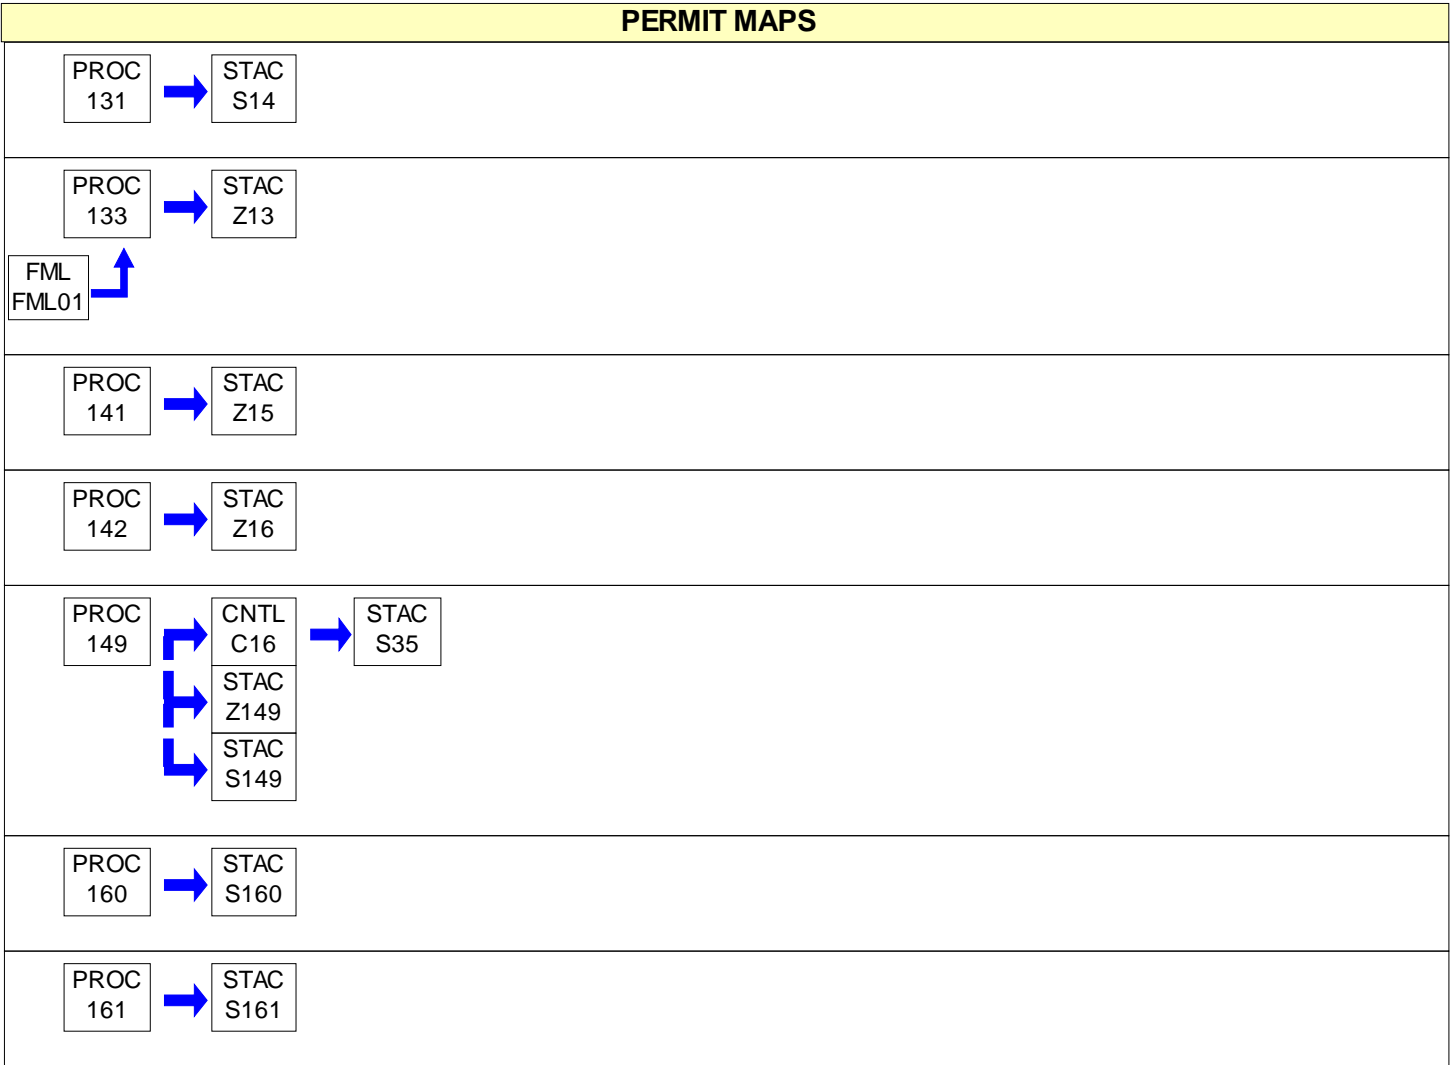 PERMIT MAPS
PROC
131
STAC
S14
PROC
133
STAC
Z13
FML
FML01
PROC
141
STAC
Z15
PROC
142
STAC
Z16
PROC
149
CNTL
C16
STAC
S35
STAC
Z149
STAC
S149
PROC
160
STAC
S160
PROC
161
STAC
S161